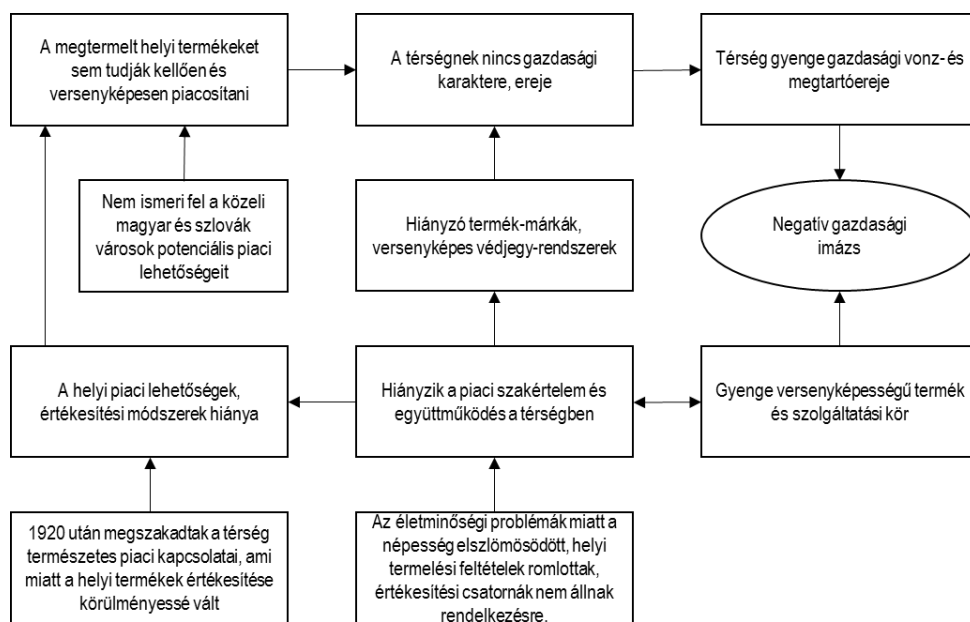 A megtermelt helyi termékeket
sem tudják kellően és
versenyképesen piacosítani
A térségnek nincs gazdasági
karaktere, ereje
Térség gyenge gazdasági vonz- és
megtartóereje
Nem ismeri fel a közeli
magyar és szlovák
városok potenciális piaci
lehetőségeit
Hiányzó termék-márkák,
versenyképes védjegy-rendszerek
Negatív gazdasági
imázs
A helyi piaci lehetőségek,
értékesítési módszerek hiánya
Hiányzik a piaci szakértelem és
együttműködés a térségben
Gyenge versenyképességű termék
és szolgáltatási kör
1920 után megszakadtak a térség
természetes piaci kapcsolatai, ami
miatt a helyi termékek értékesítése
körülményessé vált
Az életminőségi problémák miatt a
népesség elszlömösödött, helyi
termelési feltételek romlottak,
értékesítési csatornák nem állnak
rendelkezésre.